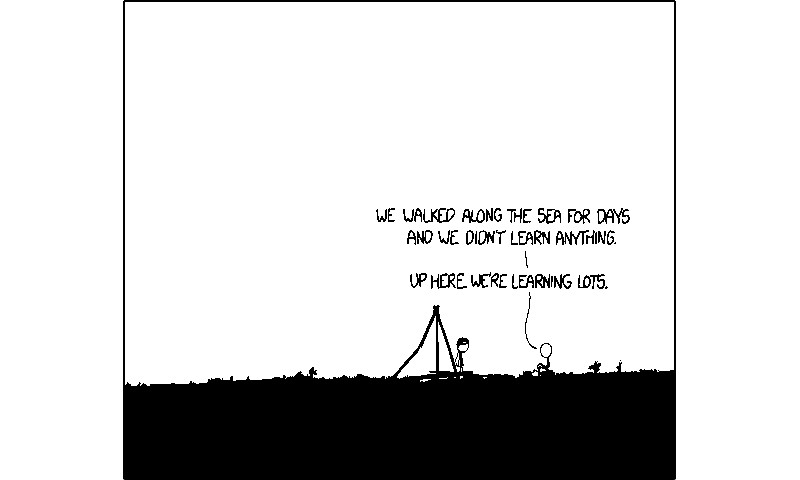 WE WALKED ALONG THE SEA FOR DAYS
AND WE DIDN'T LEARN ANYTHING.
UP HERE WE'RE LEARNING LOTS.